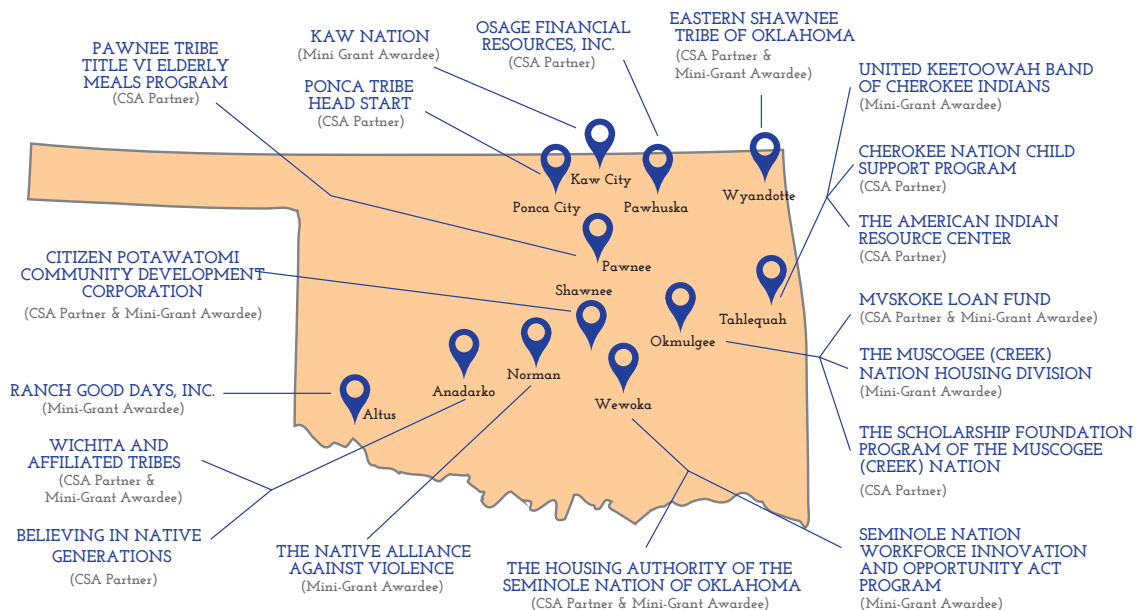 PAWNEE TRIBE
TITLE VI ELDERLY
MEALS PROGRAM
(CSA Partner)
KAW NATION
(Mini Grant Awardee)
PONCA TRIBE
HEAD START
(CSA Partner)
OSAGE FINANCIAL
RESOURCES, INC.
(CSA Partner)
EASTERN SHAWNEE
TRIBE OF OKLAHOMA
(CSA Partner &
Mini-Grant Awardee)
UNITED KEETOOWAH BAND
OF CHEROKEE INDIANS
(Mini-Grant Awardee)
CHEROKEE NATION CHILD
SUPPORT PROGRAM
(CSA Partner)
THE AMERICAN INDIAN
RESOURCE CENTER
(CSA Partner)
MVSKOKE LOAN FUND
(CSA Partner & Mini-Grant Awardee)
THE MUSCOGEE (CREEK)
NATION HOUSING DIVISION
(Mini-Grant Awardee)
THE SCHOLARSHIP FOUNDATION
PROGRAM OF THE MUSCOGEE
(CREEK) NATION
(CSA Partner)
SEMINOLE NATION
WORKFORCE INNOVATION
AND OPPORTUNITY ACT
PROGRAM
(Mini-Grant Awardee)
THE HOUSING AUTHORITY OF THE
SEMINOLE NATION OF OKLAHOMA
(CSA Partner & Mini-Grant Awardee)
THE NATIVE ALLIANCE
AGAINST VIOLENCE
(Mini-Grant Awardee)
CITIZEN POTAWATOMI
COMMUNITY DEVELOPMENT
CORPORATION
(CSA Partner & Mini-Grant Awardee)
RANCH GOOD DAYS, INC.
(Mini-Grant Awardee)
WICHITA AND
AFFILIATED TRIBES
(CSA Partner &
Mini-Grant Awardee)
BELIEVING IN NATIVE
GENERATIONS
(CSA Partner)
Kaw City
Ponca City
Pawhuska
Wyandotte
Pawnee
Shawnee
Tahlequah
Okmulgee
Norman
Anadarko
Wewoka
Altus